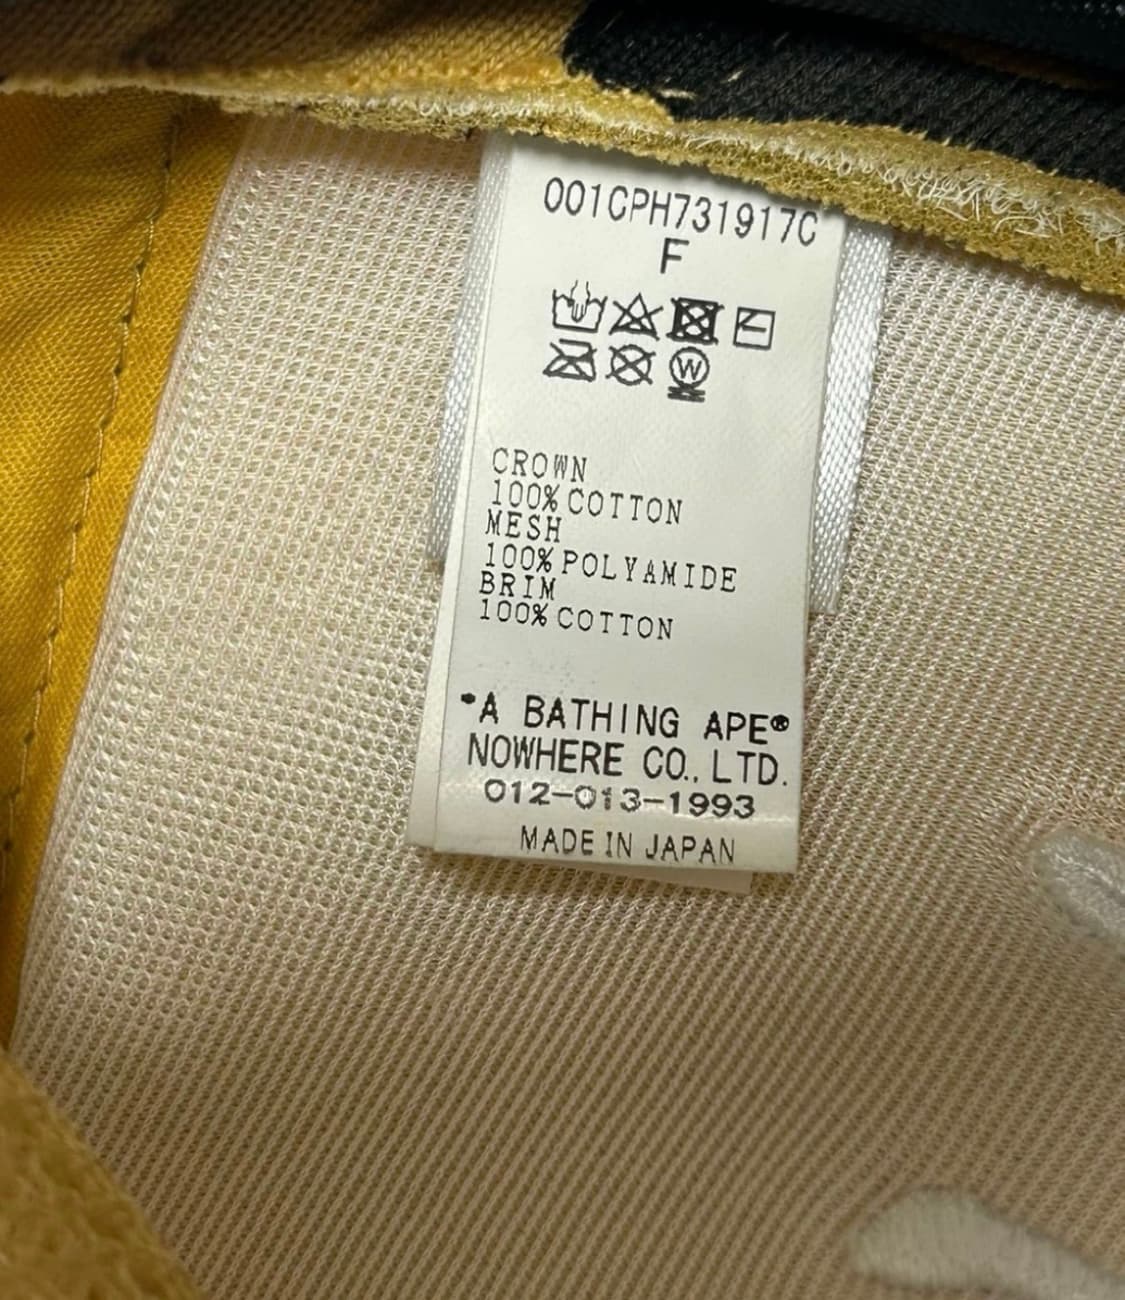 001CPH731917C
F
W
CROWN
100% COTTON
MESH
100% POLYAMIDE
BRIM
100% COTTON
A BATHING APE®
NOWHERE CO., LTD.
012-013-1993
MADE IN JAPAN